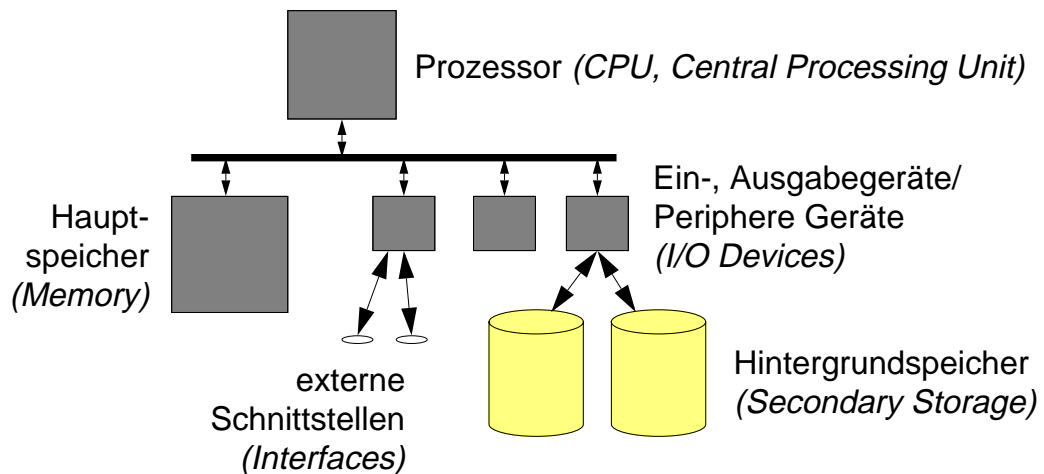 Prozessor (CPU, Central Processing Unit)
Haupt-
speicher
(Memory)
Ein-, Ausgabegeräte/
Periphere Geräte
(I/O Devices)
externe
Schnittstellen
(Interfaces)
Hintergrundspeicher
(Secondary Storage)